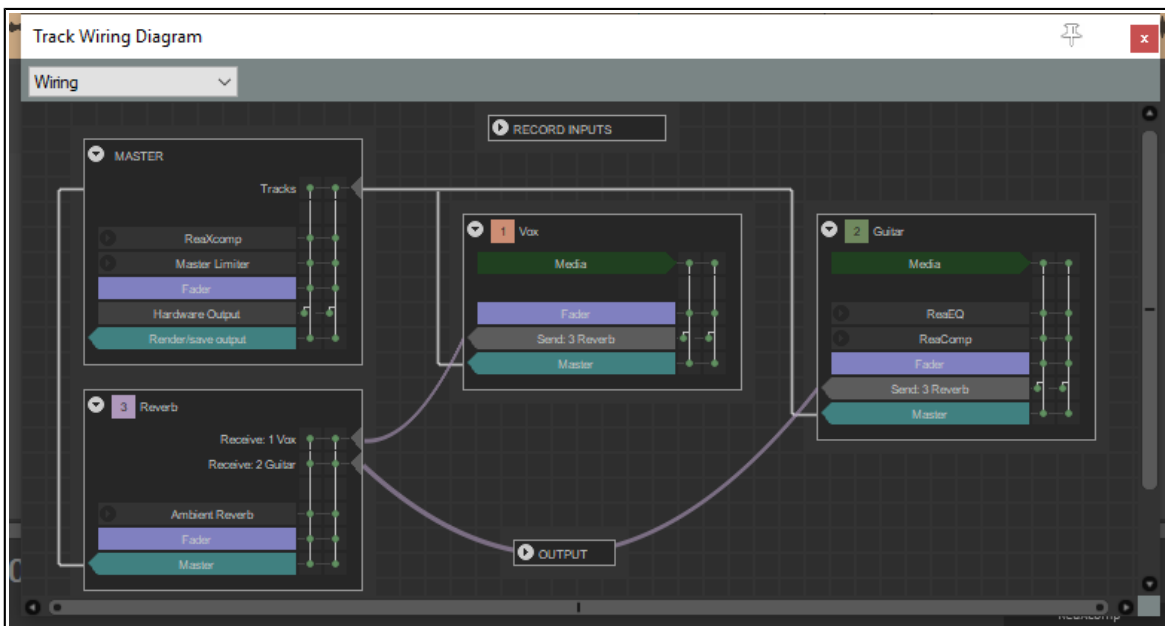 Track Wiring Diagram
x
Wiring
RECORD INPUTS
MASTER
Tracks
ReaXcomp
Master Limiter
Fader
Hardware Output
Render/save output
1 Vox
Media
Fader
Send: 3 Reverb
Master
2 Guitar
Media
ReaEQ
ReaComp
Fader
Send: 3 Reverb
Master
3 Reverb
Receive: 1 Vox
Receive: 2 Guitar
Ambient Reverb
Fader
Master
OUTPUT